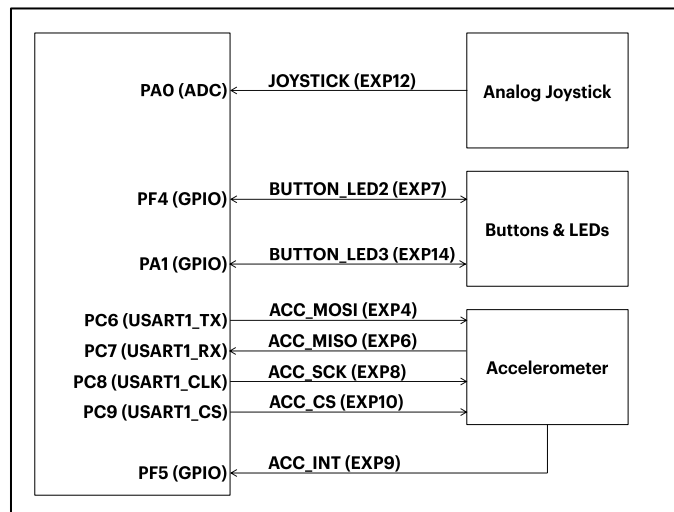 PA0 (ADC) JOYSTICK (EXP12) Analog Joystick
PF4 (GPIO) BUTTON_LED2 (EXP7)
Buttons & LEDs
PA1 (GPIO) BUTTON_LED3 (EXP14)
PC6 (USART1_TX) ACC_MOSI (EXP4)
PC7 (USART1_RX) ACC_MISO (EXP6)
Accelerometer
PC8 (USART1_CLK) ACC_SCK (EXP8)
PC9 (USART1_CS) ACC_CS (EXP10)
PF5 (GPIO) ACC_INT (EXP9)